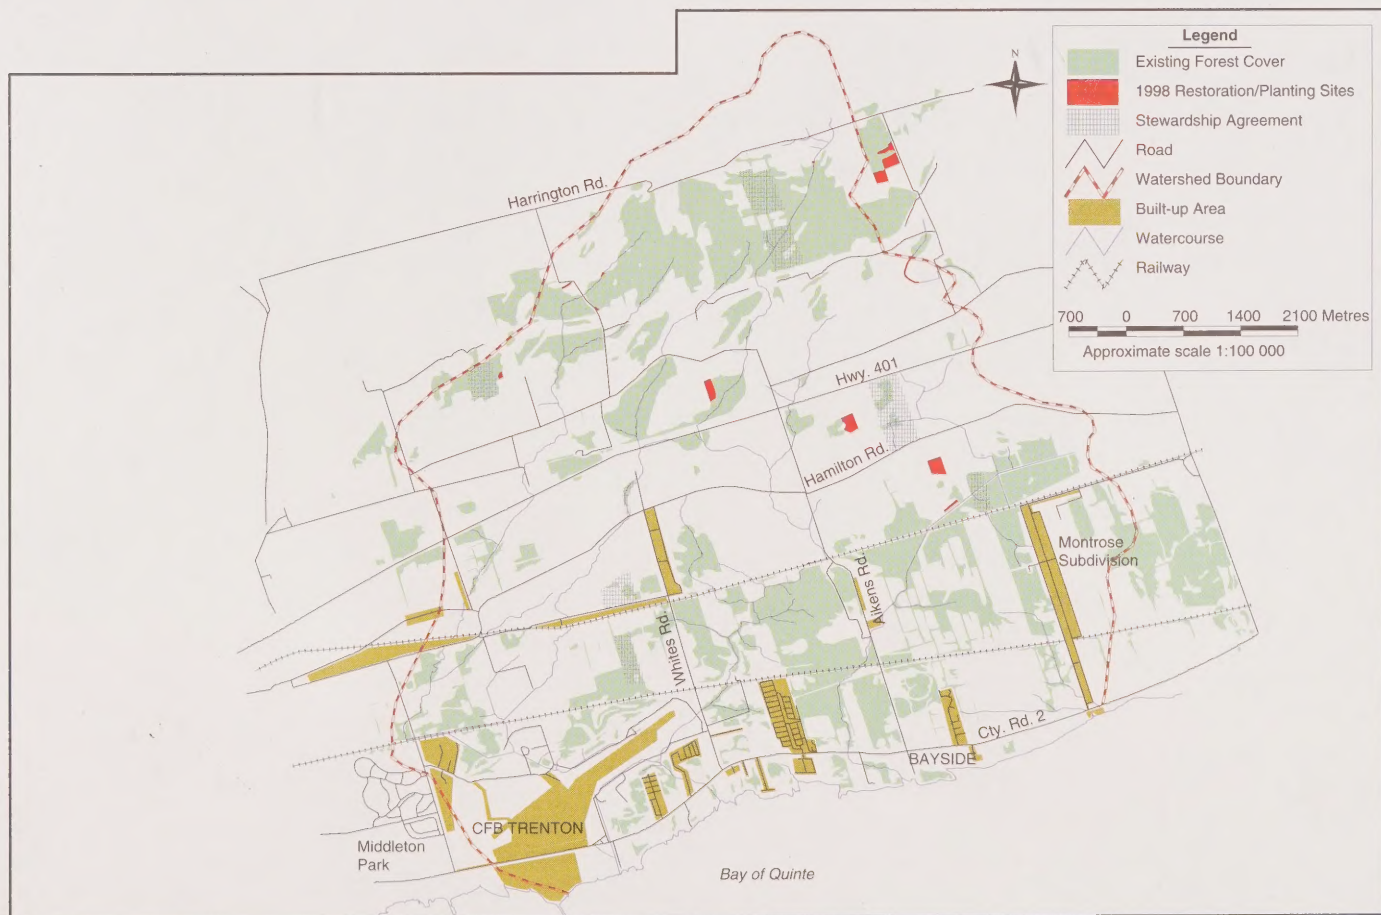 N
Legend
Existing Forest Cover
1998 Restoration/Planting Sites
Stewardship Agreement
Road
Watershed Boundary
Built-up Area
Watercourse
Railway
700 0 700 1400 2100 Metres
Approximate scale 1:100 000
Harrington Rd.
Hwy. 401
Hamilton Rd.
Montrose
Subdivision
Aikens Rd.
Whites Rd.
Cty. Rd. 2
BAYSIDE
CFB TRENTON
Middleton
Park
Bay of Quinte